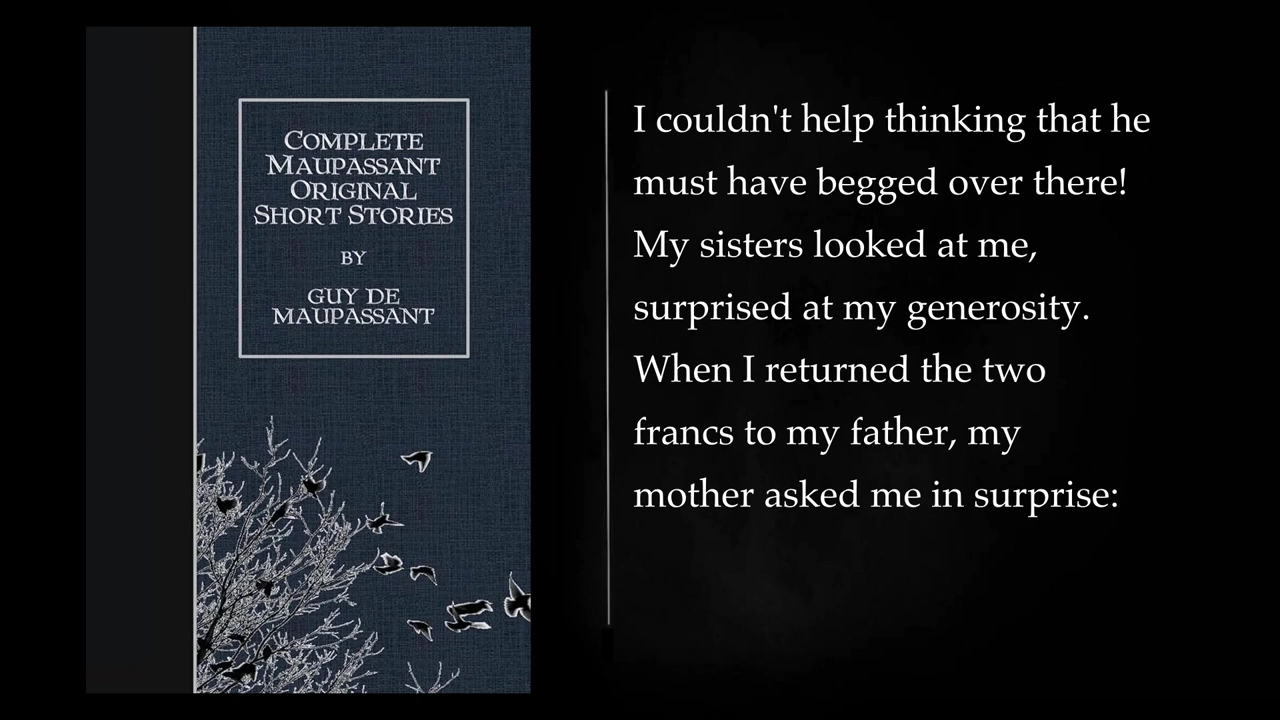 COMPLETE
MAUPASSANT
ORIGINAL
SHORT STORIES
BY
GUY DE
MAUPASSANT
I couldn't help thinking that he
must have begged over there!
My sisters looked at me,
surprised at my generosity.
When I returned the two
francs to my father, my
mother asked me in surprise: